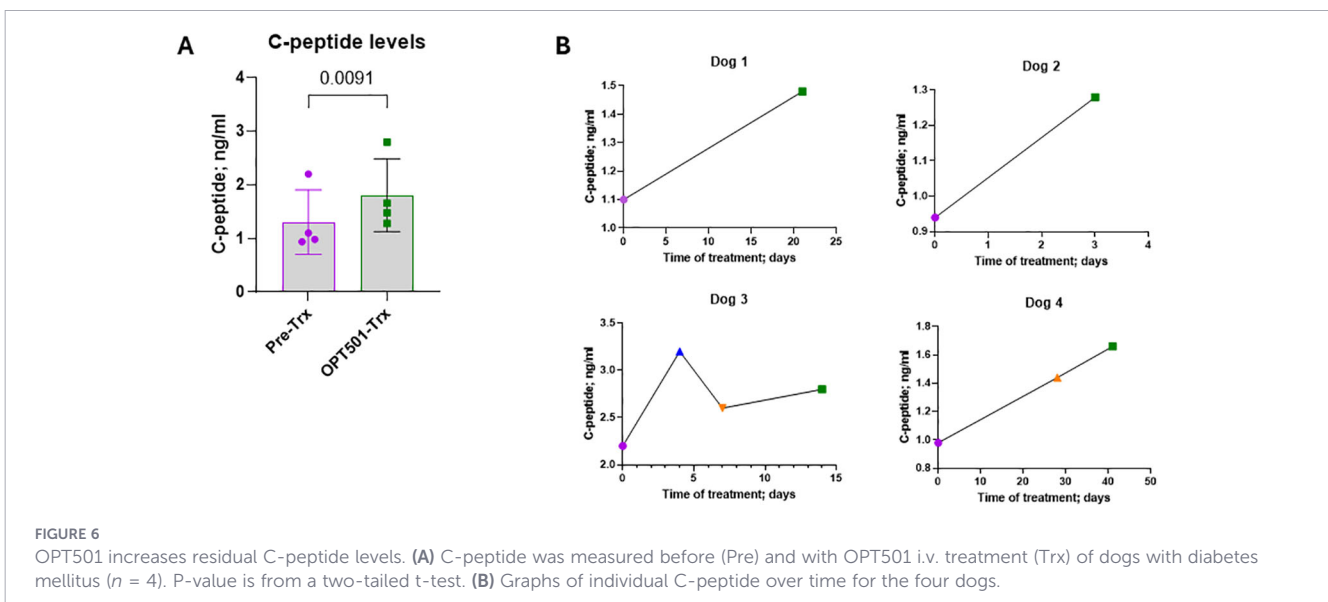 A
C-peptide levels
0.0091
4
3
2
1
0
C-peptide; ng/ml
Pre-Trx
OPT501-Trx
B
Dog 1
1.5
1.4
1.3
1.2
1.1
1.0
C-peptide; ng/ml
0 5 10 15 20 25
Time of treatment; days
Dog 2
1.3
1.2
1.1
1.0
0.9
C-peptide; ng/ml
0 1 2 3 4
Time of treatment; days
Dog 3
3.5
3.0
2.5
2.0
C-peptide; ng/ml
0 5 10 15
Time of treatment; days
Dog 4
1.8
1.6
1.4
1.2
1.0
0.8
C-peptide; ng/ml
0 10 20 30 40 50
Time of treatment; days
FIGURE 6
OPT501 increases residual C-peptide levels. (A) C-peptide was measured before (Pre) and with OPT501 i.v. treatment (Trx) of dogs with diabetes
mellitus (n = 4). P-value is from a two-tailed t-test. (B) Graphs of individual C-peptide over time for the four dogs.